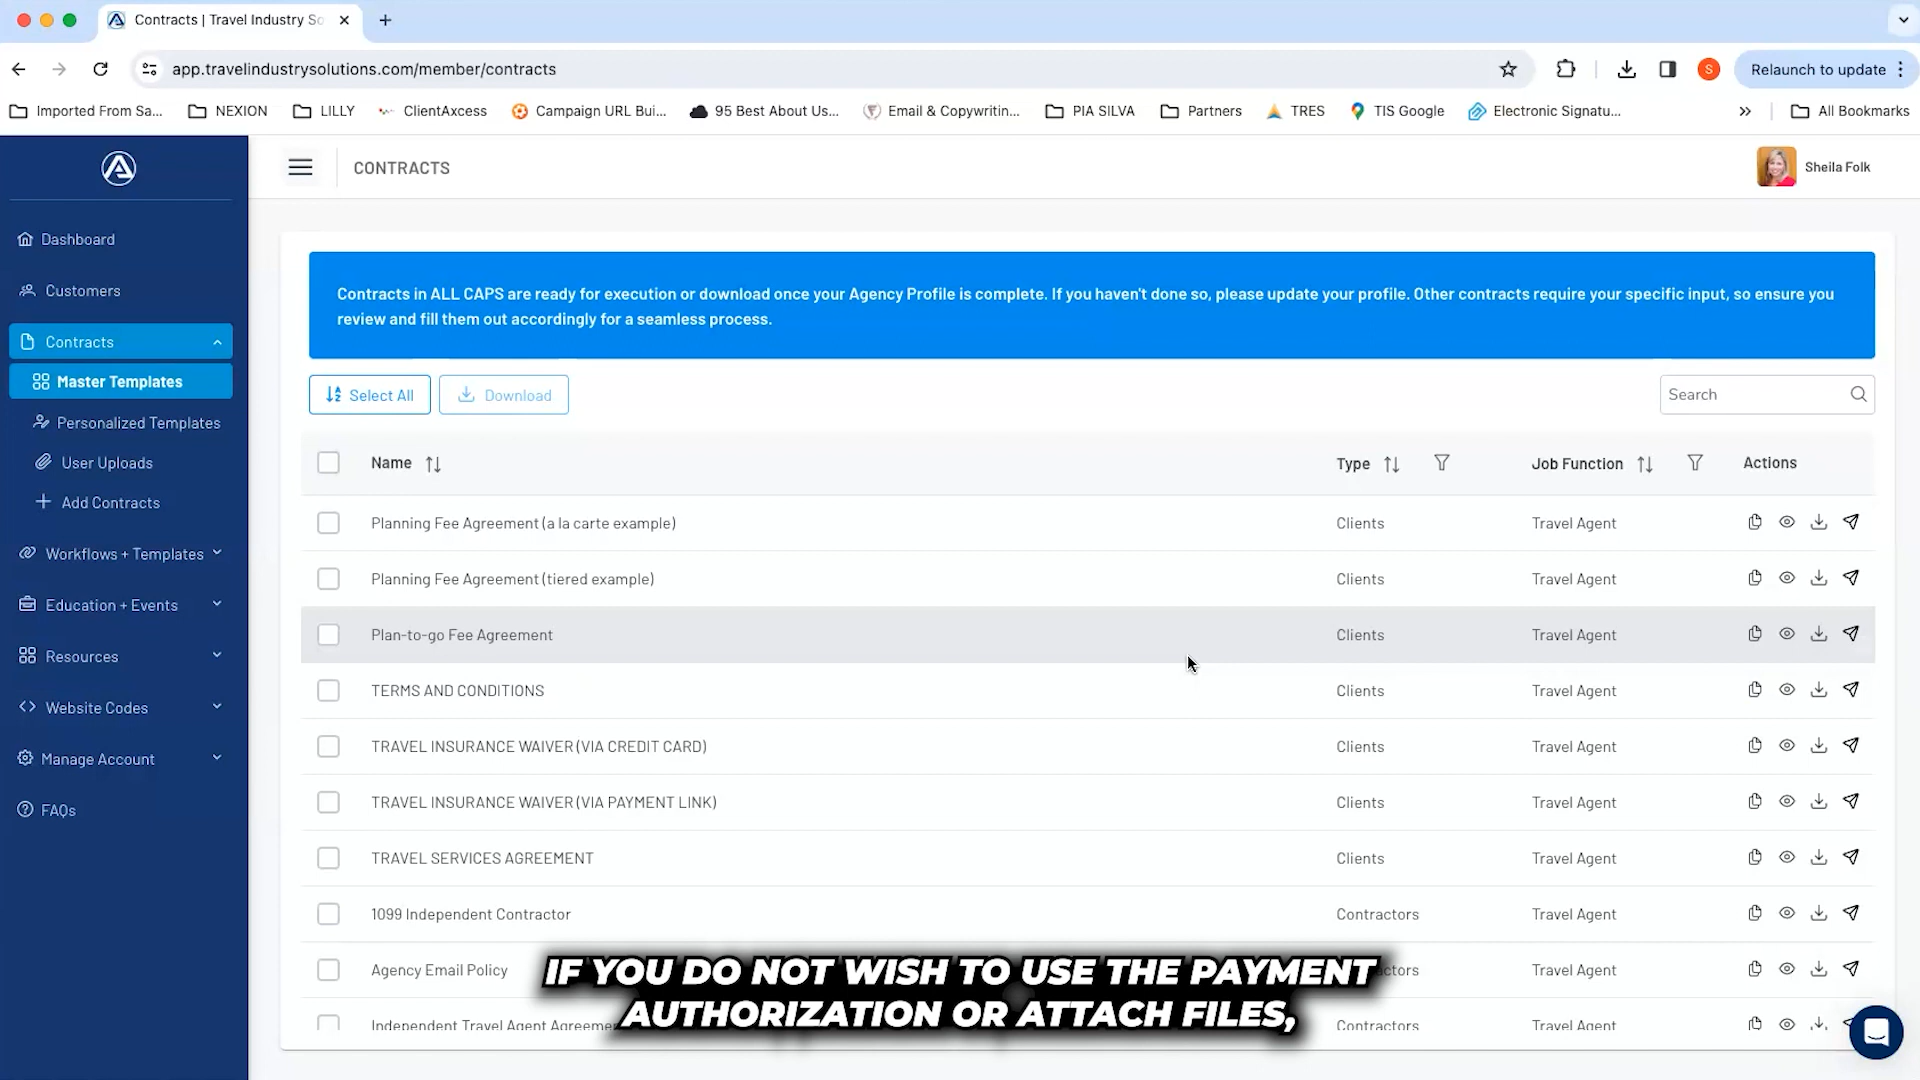 Contracts | Travel Industry So
app.travelindustrysolutions.com/member/contracts
S
Relaunch to update
Imported From Sa...
NEXION
LILLY
ClientAxcess
Campaign URL Bui...
95 Best About Us...
Email & Copywritin...
PIA SILVA
Partners
TRES
TIS Google
Electronic Signatu...
All Bookmarks
CONTRACTS
Sheila Folk
Dashboard
Customers
Contracts
Master Templates
Personalized Templates
User Uploads
Add Contracts
Workflows + Templates
Education + Events
Resources
Website Codes
Manage Account
FAQs
Contracts in ALL CAPS are ready for execution or download once your Agency Profile is complete. If you haven't done so, please update your profile. Other contracts require your specific input, so ensure you
review and fill them out accordingly for a seamless process.
Select All
Download
Search
Name
Type
Job Function
Actions
Planning Fee Agreement (a la carte example)
Clients
Travel Agent
Planning Fee Agreement (tiered example)
Clients
Travel Agent
Plan-to-go Fee Agreement
Clients
Travel Agent
TERMS AND CONDITIONS
Clients
Travel Agent
TRAVEL INSURANCE WAIVER (VIA CREDIT CARD)
Clients
Travel Agent
TRAVEL INSURANCE WAIVER (VIA PAYMENT LINK)
Clients
Travel Agent
TRAVEL SERVICES AGREEMENT
Clients
Travel Agent
1099 Independent Contractor
Contractors
Travel Agent
Agency Email Policy
Travel Agent
Independent Travel Agent
Contractors
Travel Agent
IF YOU DO NOT WISH TO USE THE PAYMENT
AUTHORIZATION OR ATTACH FILES,